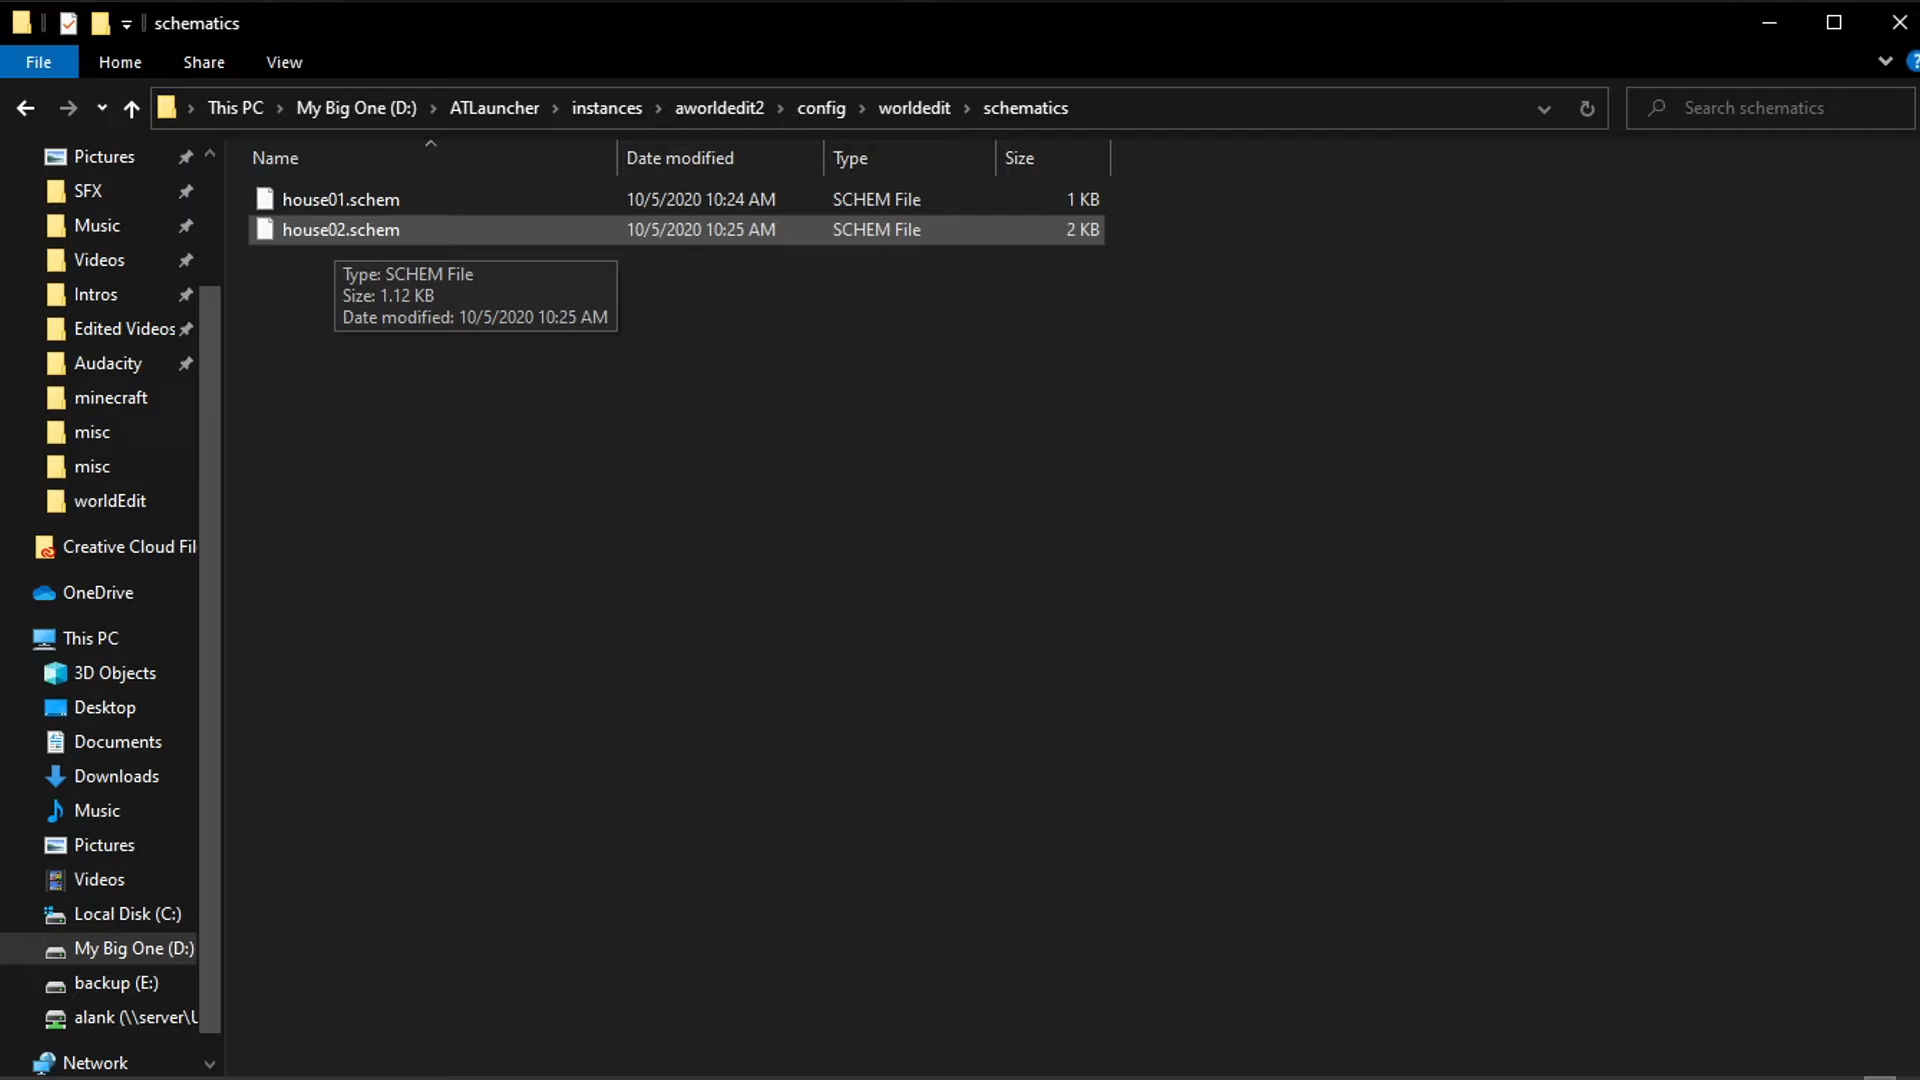 schematics
File Home Share View
This PC My Big One (D:) ATLauncher instances aworldedit2 config worldedit schematics Search schematics
Name Date modified Type Size
house01.schem 10/5/2020 10:24 AM SCHEM File 1 KB
house02.schem 10/5/2020 10:25 AM SCHEM File 2 KB
Type: SCHEM File
Size: 1.12 KB
Date modified: 10/5/2020 10:25 AM
Pictures
SFX
Music
Videos
Intros
Edited Videos
Audacity
minecraft
misc
misc
worldEdit
Creative Cloud Fil
OneDrive
This PC
3D Objects
Desktop
Documents
Downloads
Music
Pictures
Videos
Local Disk (C:)
My Big One (D:)
backup (E:)
alank (\\server\U
Network